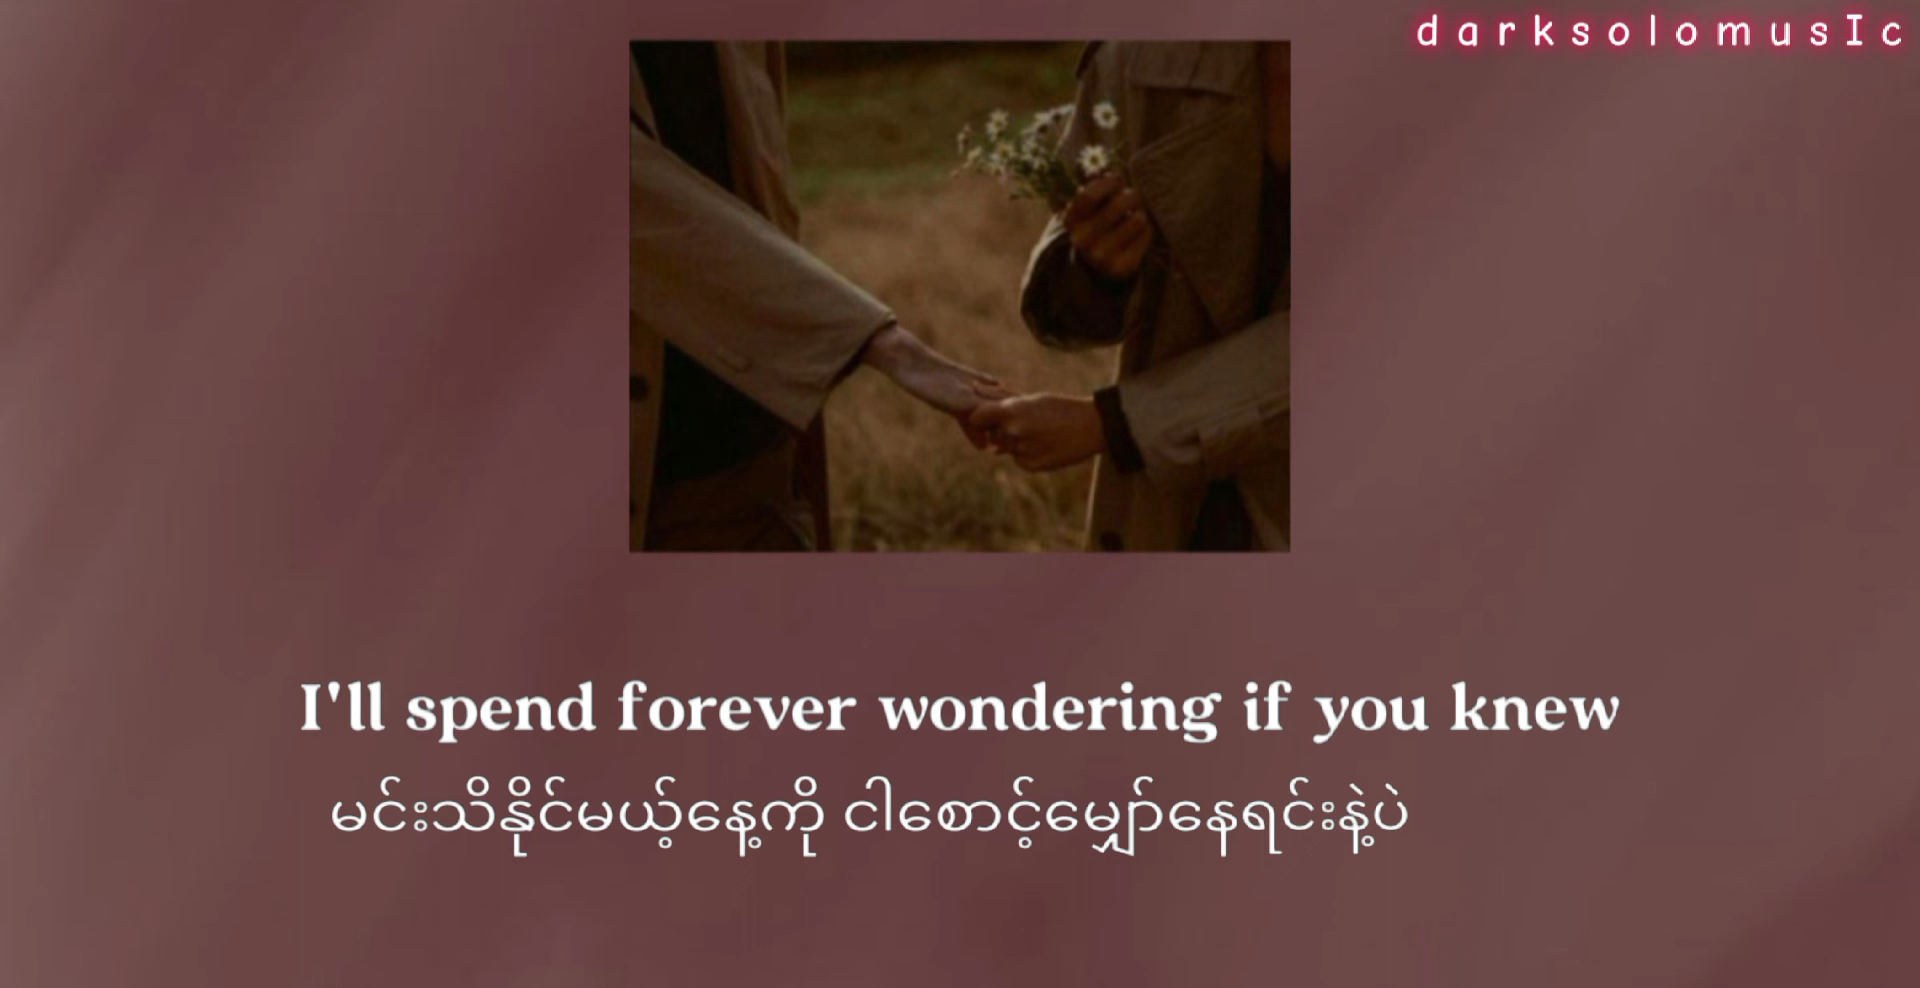 darksolomusIc
I'll spend forever wondering if you knew
မင်းသိနိုင်မယ့်နေ့ကို ငါစောင့်မျှော်နေရင်းနဲ့ပဲ